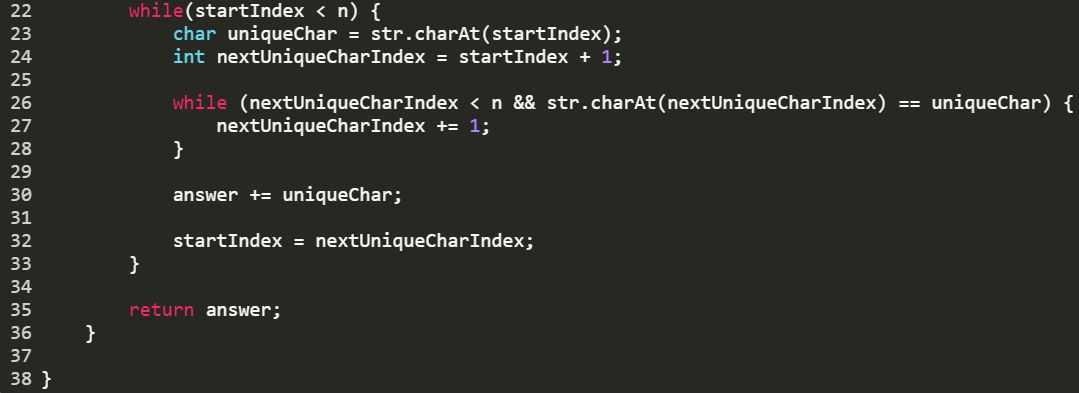 22         while(startIndex < n) {
23             char uniqueChar = str.charAt(startIndex);
24             int nextUniqueCharIndex = startIndex + 1;
25
26             while (nextUniqueCharIndex < n && str.charAt(nextUniqueCharIndex) == uniqueChar) {
27                 nextUniqueCharIndex += 1;
28             }
29
30             answer += uniqueChar;
31
32             startIndex = nextUniqueCharIndex;
33         }
34
35         return answer;
36     }
37
38 }